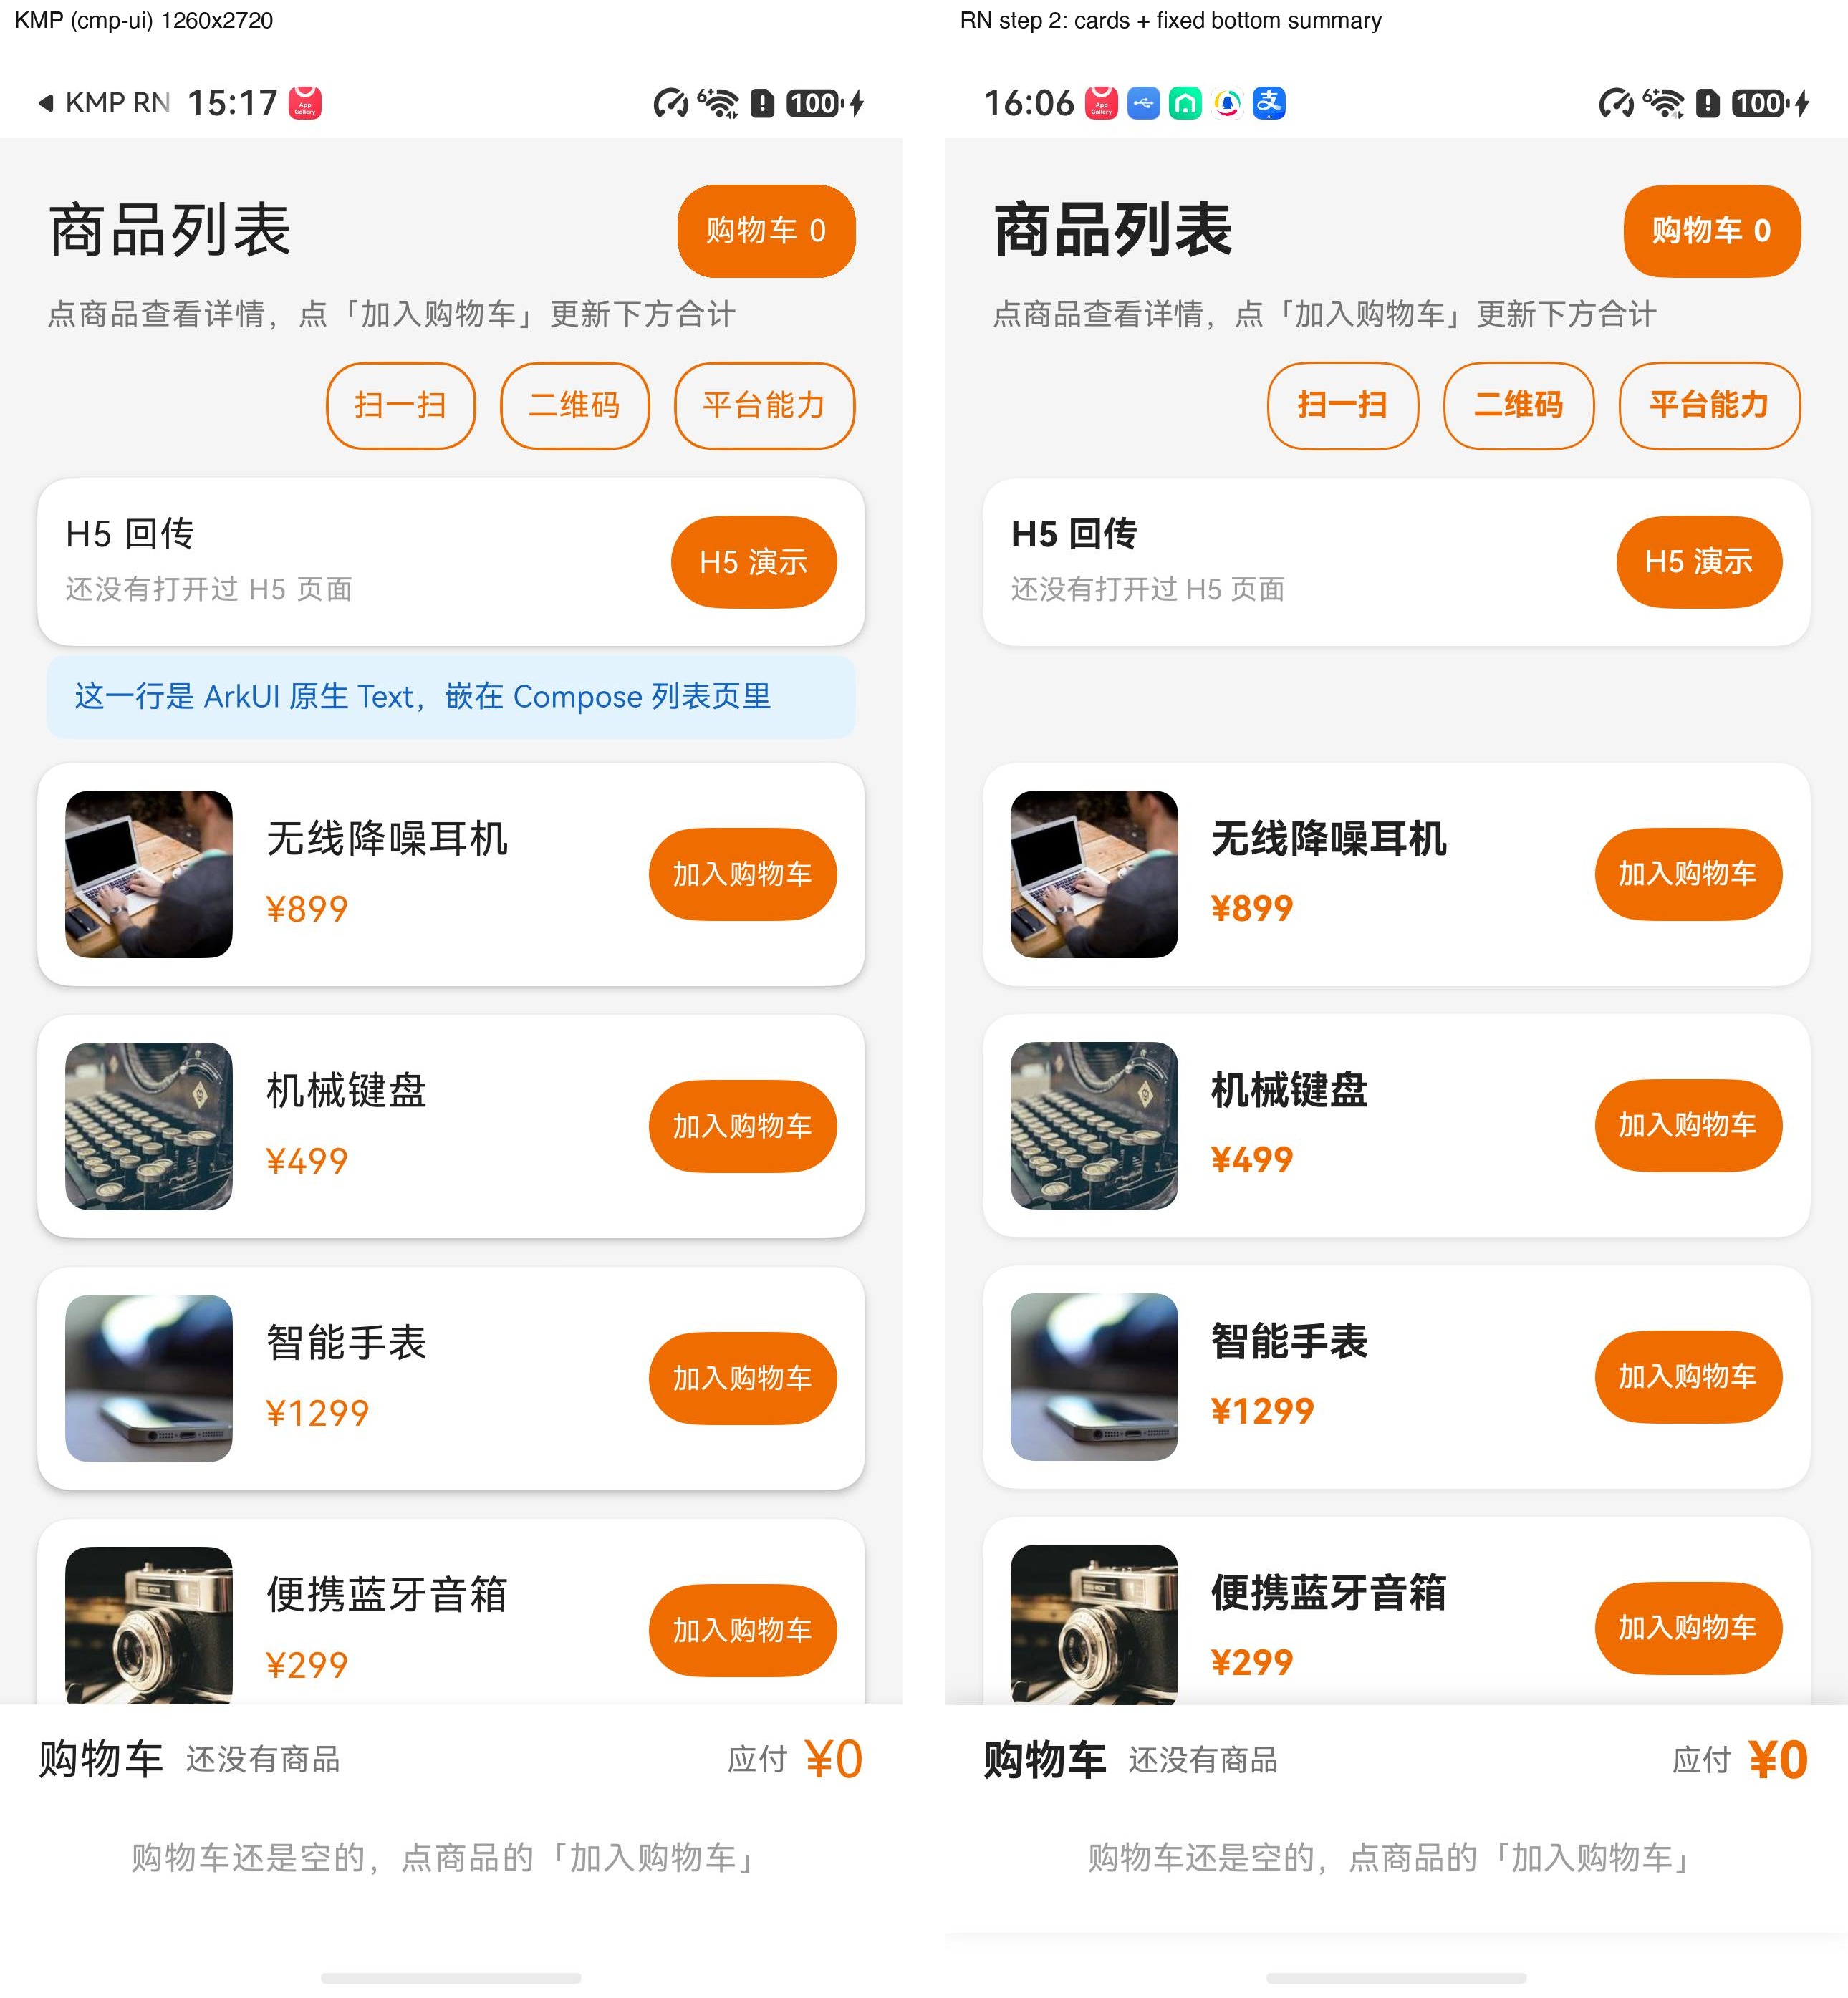 KMP (cmp-ui) 1260x2720
KMP RN 15:17
App Gallery
6+
100
商品列表
购物车 0
点商品查看详情，点「加入购物车」更新下方合计
扫一扫
二维码
平台能力
H5 回传
还没有打开过 H5 页面
H5 演示
这一行是 ArkUI 原生 Text，嵌在 Compose 列表页里
无线降噪耳机
¥899
加入购物车
机械键盘
¥499
加入购物车
智能手表
¥1299
加入购物车
便携蓝牙音箱
¥299
加入购物车
购物车 还没有商品
应付 ¥0
购物车还是空的，点商品的「加入购物车」
RN step 2: cards + fixed bottom summary
16:06
App Gallery
支
AI
6+
100
商品列表
购物车 0
点商品查看详情，点「加入购物车」更新下方合计
扫一扫
二维码
平台能力
H5 回传
还没有打开过 H5 页面
H5 演示
无线降噪耳机
¥899
加入购物车
机械键盘
¥499
加入购物车
智能手表
¥1299
加入购物车
便携蓝牙音箱
¥299
加入购物车
购物车 还没有商品
应付 ¥0
购物车还是空的，点商品的「加入购物车」